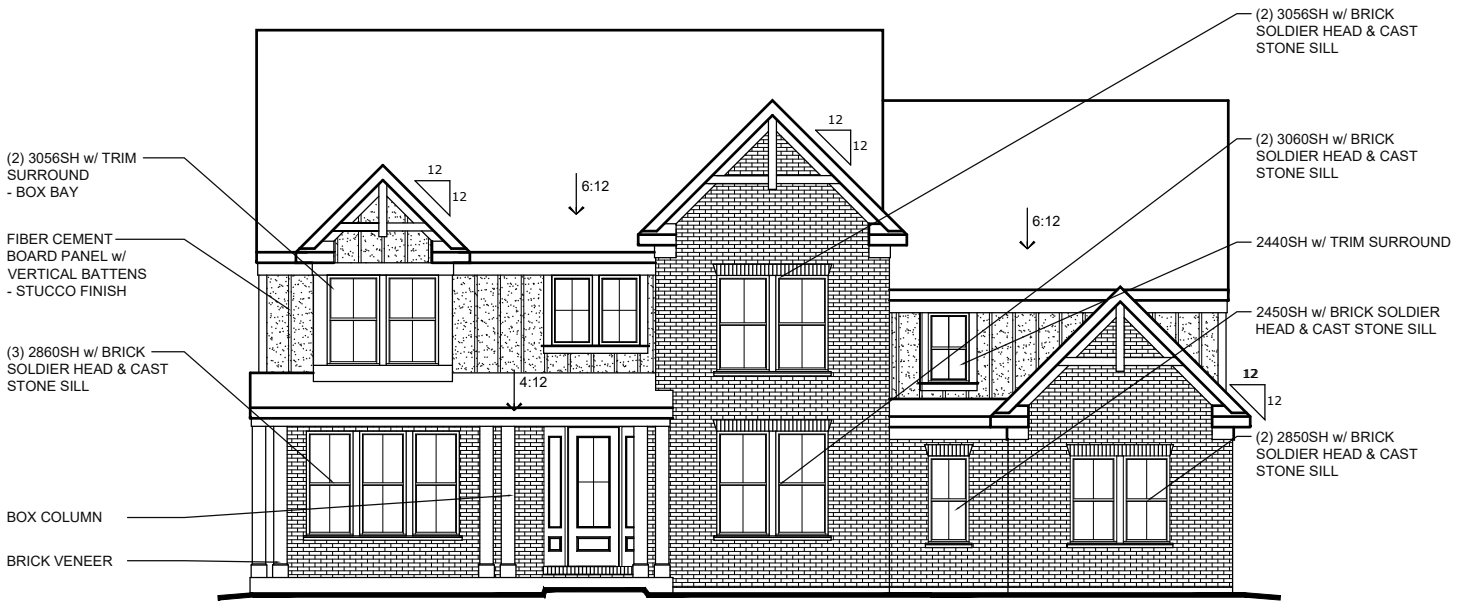 (2) 3056SH w/ TRIM
SURROUND
- BOX BAY
FIBER CEMENT
BOARD PANEL w/
VERTICAL BATTENS
- STUCCO FINISH
(3) 2860SH w/ BRICK
SOLDIER HEAD & CAST
STONE SILL
BOX COLUMN
BRICK VENEER
12
12
6:12
4:12
12
12
6:12
12
12
(2) 3056SH w/ BRICK
SOLDIER HEAD & CAST
STONE SILL
(2) 3060SH w/ BRICK
SOLDIER HEAD & CAST
STONE SILL
2440SH w/ TRIM SURROUND
2450SH w/ BRICK SOLDIER
HEAD & CAST STONE SILL
(2) 2850SH w/ BRICK
SOLDIER HEAD & CAST
STONE SILL